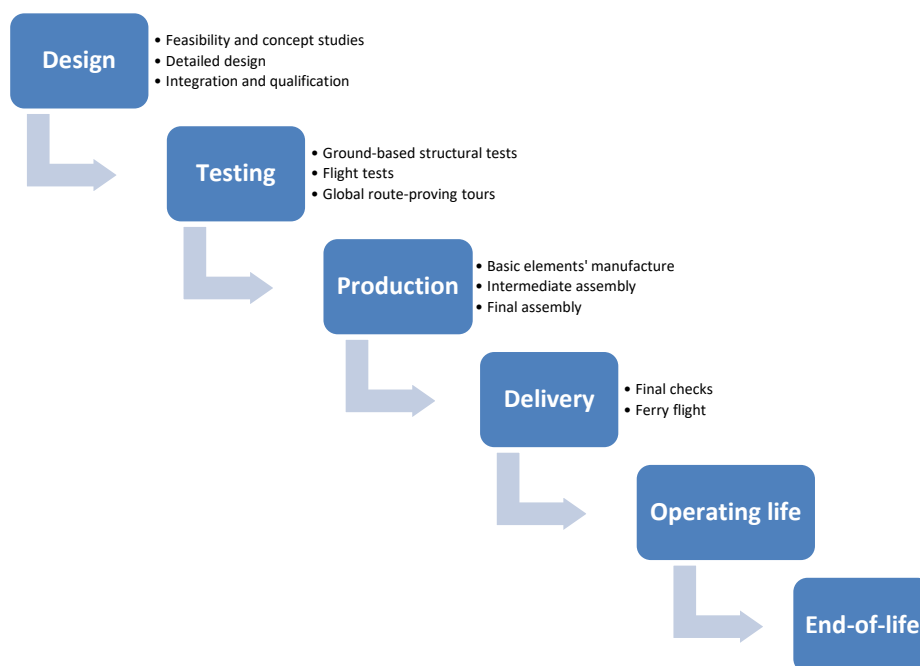 Design
• Feasibility and concept studies
• Detailed design
• Integration and qualification
Testing
• Ground-based structural tests
• Flight tests
• Global route-proving tours
Production
• Basic elements' manufacture
• Intermediate assembly
• Final assembly
Delivery
• Final checks
• Ferry flight
Operating life
End-of-life